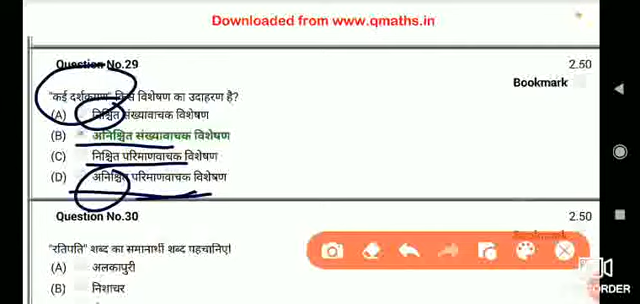 Downloaded from www.qmaths.in
Question No.29 2.50
Bookmark
"कई दर्शकगण" किस विशेषण का उदाहरण है?
(A) निश्चित संख्यावाचक विशेषण
(B) अनिश्चित संख्यावाचक विशेषण
(C) निश्चित परिमाणवाचक विशेषण
(D) अनिश्चित परिमाणवाचक विशेषण
Question No.30 2.50
Bookmark
"रतिपति" शब्द का समानार्थी शब्द पहचानिए।
(A) अलकापुरी
(B) निशाचर
ORDER